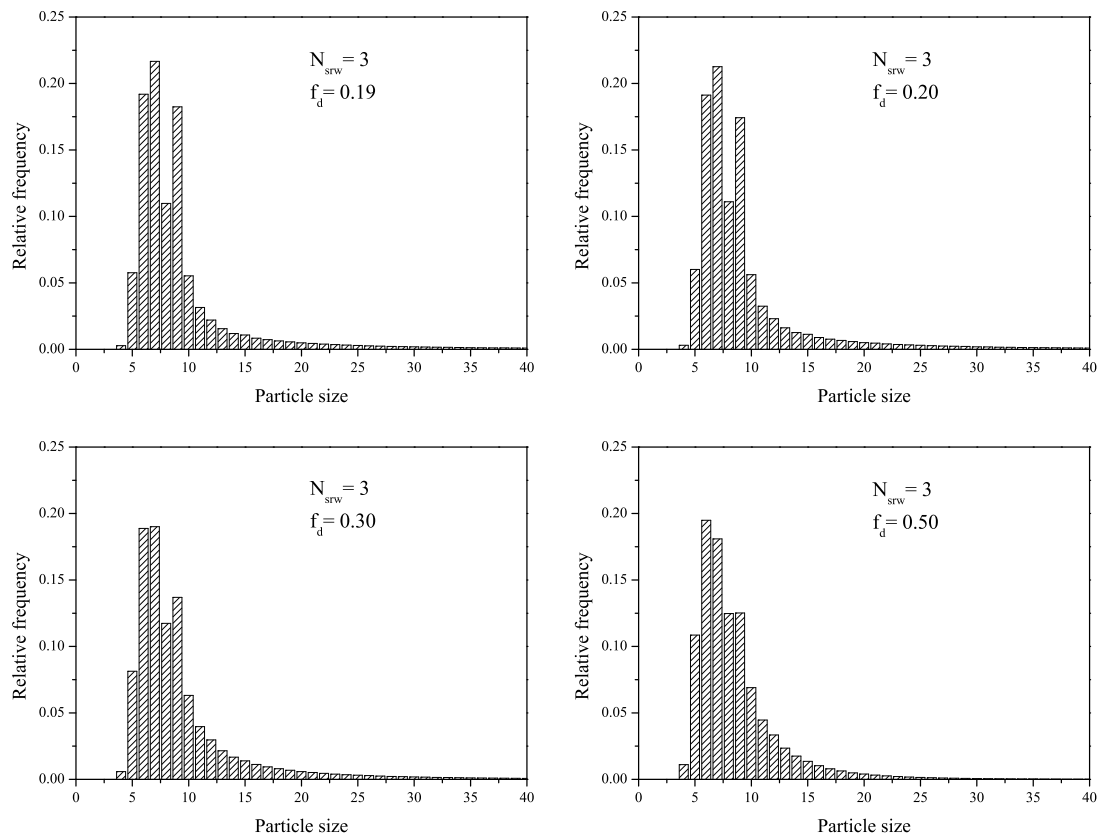 0.25
0.20
0.15
0.10
0.05
0.00
Relative frequency
N_srw = 3
f_d = 0.19
0 5 10 15 20 25 30 35 40
Particle size
0.25
0.20
0.15
0.10
0.05
0.00
Relative frequency
N_srw = 3
f_d = 0.20
0 5 10 15 20 25 30 35 40
Particle size
0.25
0.20
0.15
0.10
0.05
0.00
Relative frequency
N_srw = 3
f_d = 0.30
0 5 10 15 20 25 30 35 40
Particle size
0.25
0.20
0.15
0.10
0.05
0.00
Relative frequency
N_srw = 3
f_d = 0.50
0 5 10 15 20 25 30 35 40
Particle size